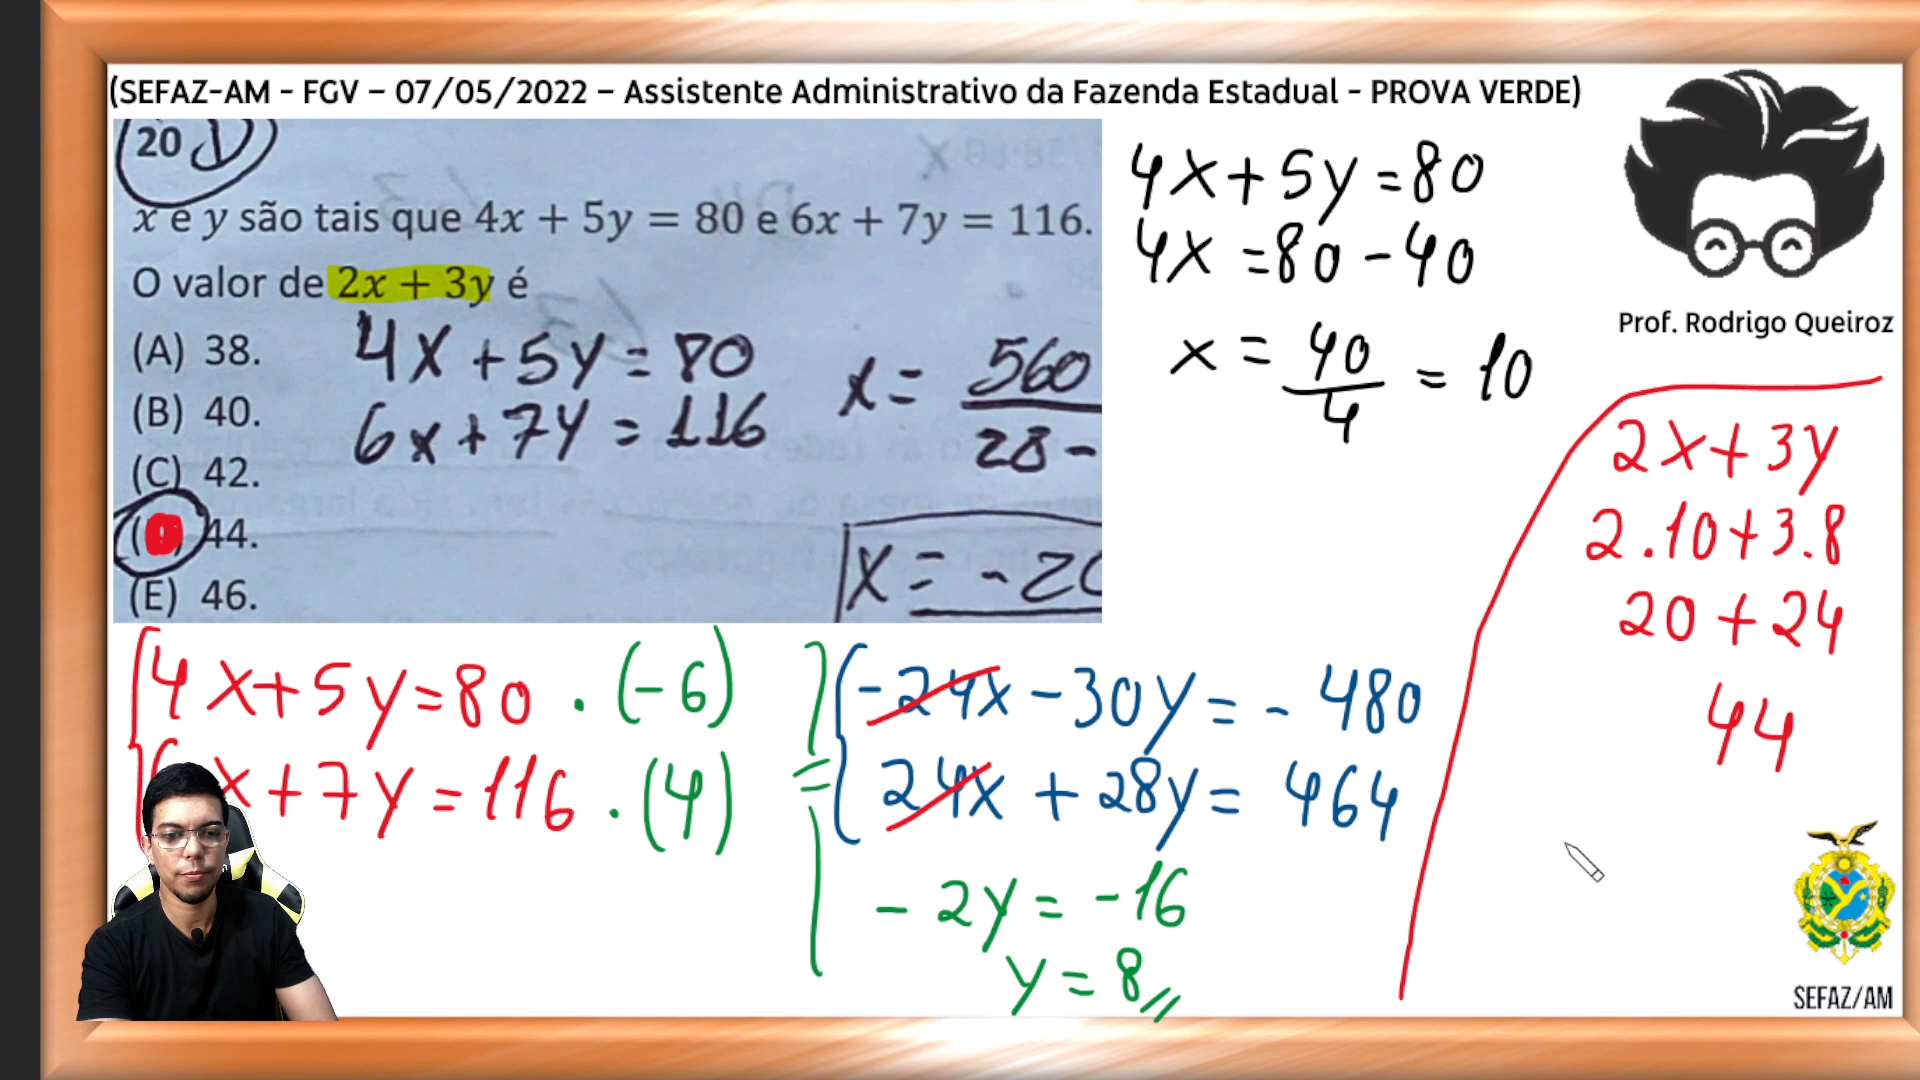 (SEFAZ-AM - FGV – 07/05/2022 – Assistente Administrativo da Fazenda Estadual - PROVA VERDE)
20 D
x e y são tais que 4x + 5y = 80 e 6x + 7y = 116.
O valor de 2x + 3y é
(A) 38.
(B) 40.
(C) 42.
( ) 44.
(E) 46.
4x + 5y = 80
6x + 7y = 116
x = 560
28 -
x = -20
4x + 5y = 80
4x = 80 - 40
x = 40/4 = 10
Prof. Rodrigo Queiroz
2x + 3y
2.10 + 3.8
20 + 24
44
4x + 5y = 80 . (-6)
x + 7y = 116 . (4)
-24x - 30y = - 480
24x + 28y = 464
- 2y = -16
y = 8
SEFAZ/AM